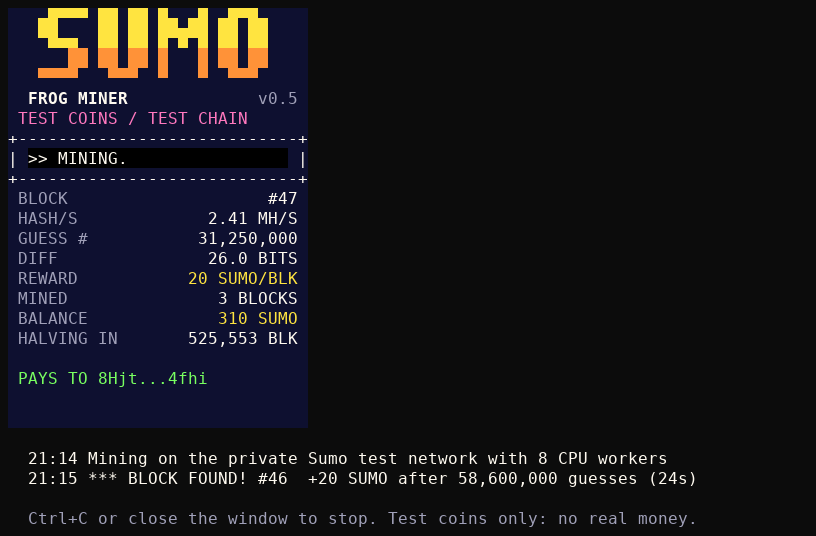 SUMO
FROG MINER v0.5
TEST COINS / TEST CHAIN
+----------------------------+
| >> MINING. |
+----------------------------+
BLOCK #47
HASH/S 2.41 MH/S
GUESS # 31,250,000
DIFF 26.0 BITS
REWARD 20 SUMO/BLK
MINED 3 BLOCKS
BALANCE 310 SUMO
HALVING IN 525,553 BLK
PAYS TO 8Hjt...4fhi
21:14 Mining on the private Sumo test network with 8 CPU workers
21:15 *** BLOCK FOUND! #46 +20 SUMO after 58,600,000 guesses (24s)
Ctrl+C or close the window to stop. Test coins only: no real money.